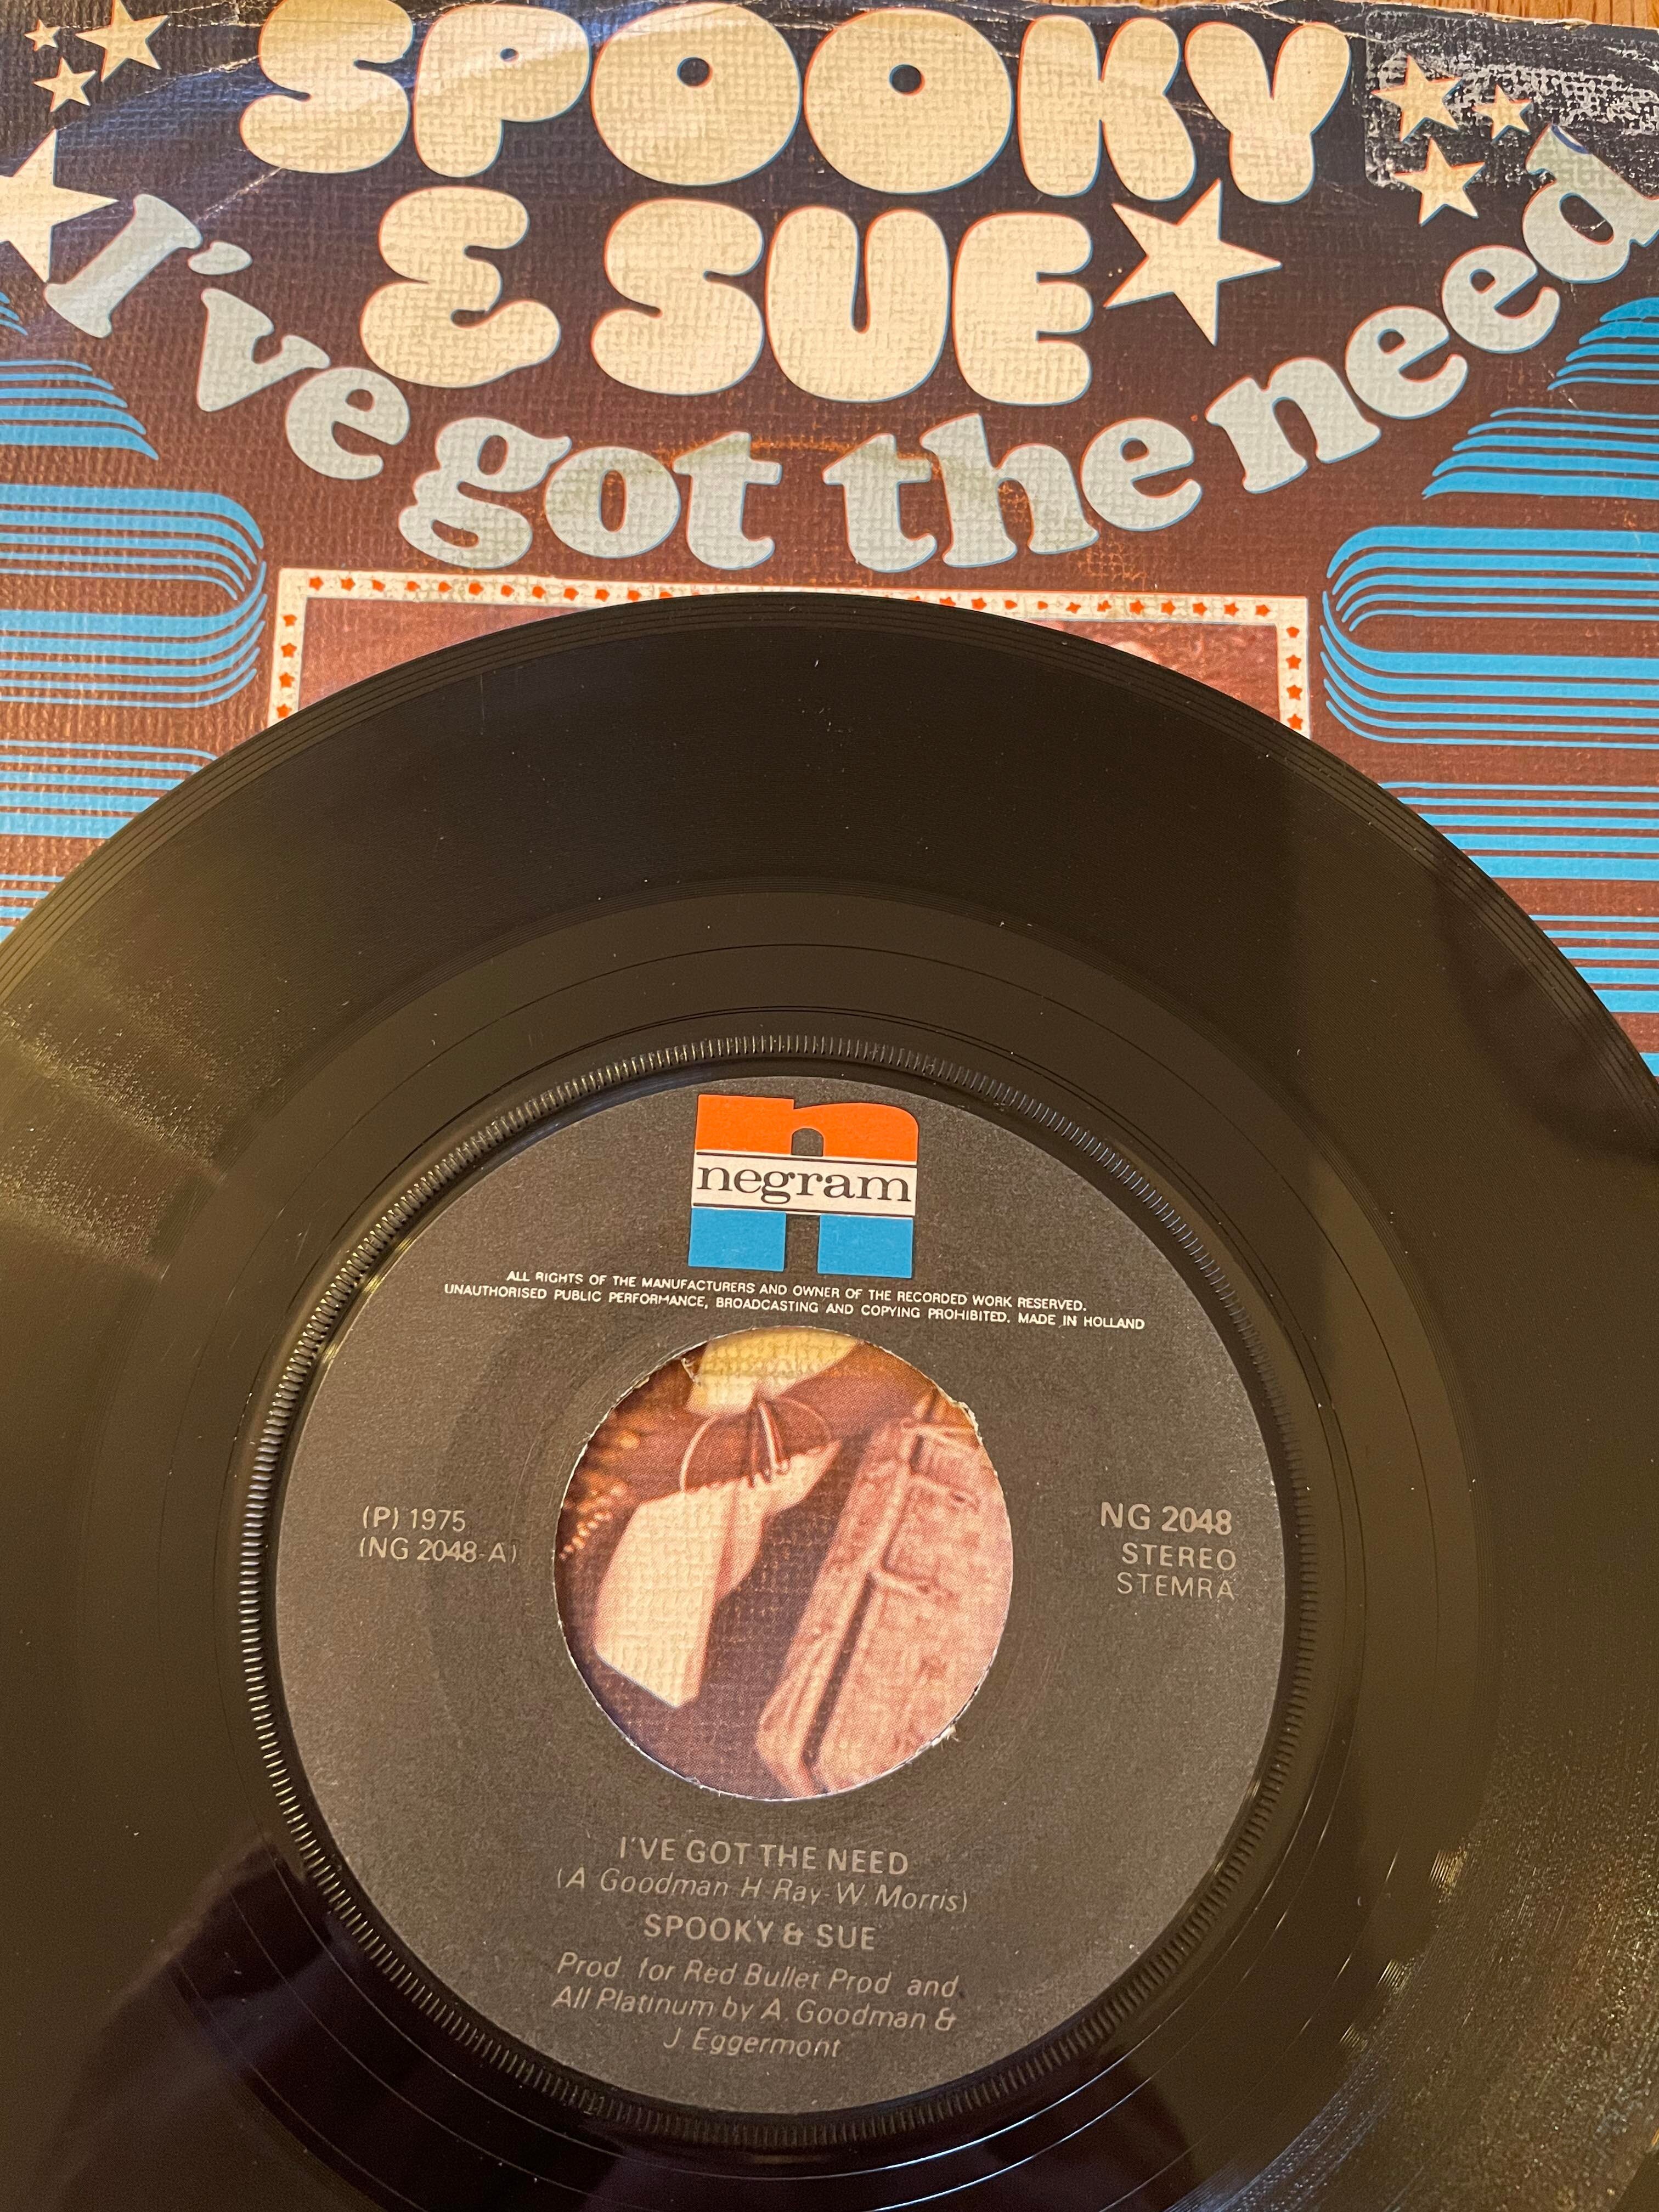 SPOOKY
& SUE
I've got the need
negram
ALL RIGHTS OF THE MANUFACTURERS AND OWNER OF THE RECORDED WORK RESERVED.
UNAUTHORISED PUBLIC PERFORMANCE, BROADCASTING AND COPYING PROHIBITED. MADE IN HOLLAND
(P) 1975
(NG 2048-A)
NG 2048
STEREO
STEMRA
I'VE GOT THE NEED
(A Goodman-H Ray-W Morris)
SPOOKY & SUE
Prod for Red Bullet Prod and
All Platinum by A. Goodman &
J Eggermont